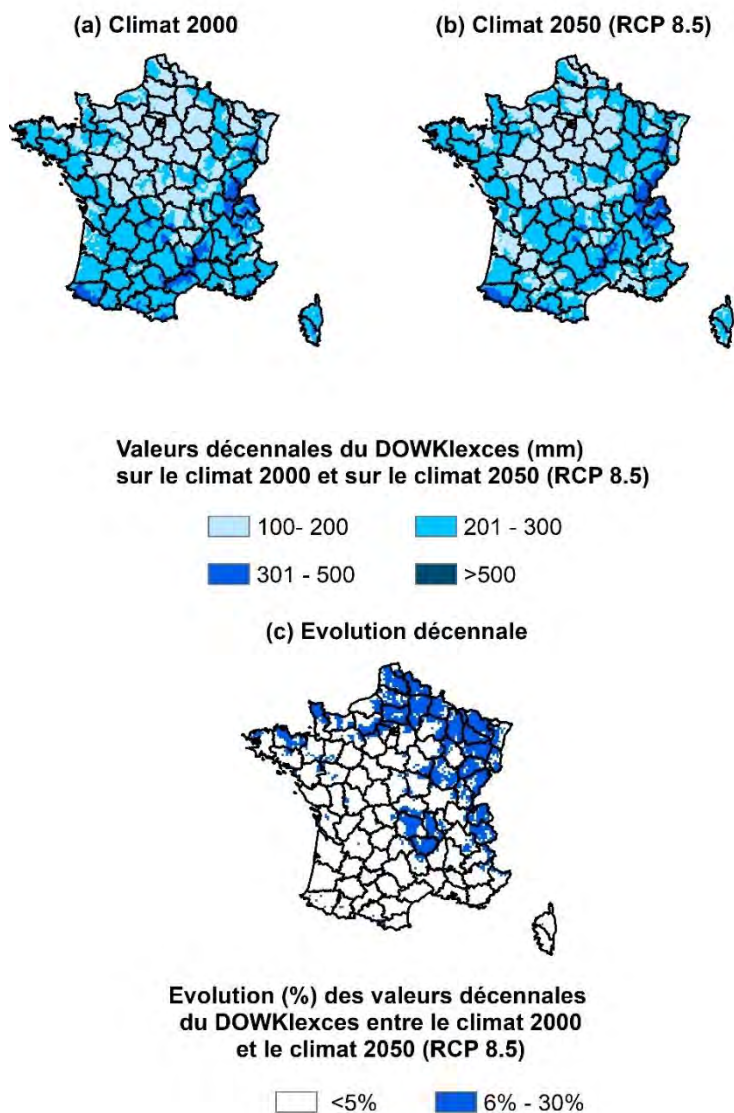 (a) Climat 2000
(b) Climat 2050 (RCP 8.5)
Valeurs décennales du DOWKIexces (mm)
sur le climat 2000 et sur le climat 2050 (RCP 8.5)
100- 200
201 - 300
301 - 500
>500
(c) Evolution décennale
Evolution (%) des valeurs décennales
du DOWKIexces entre le climat 2000
et le climat 2050 (RCP 8.5)
<5%
6% - 30%